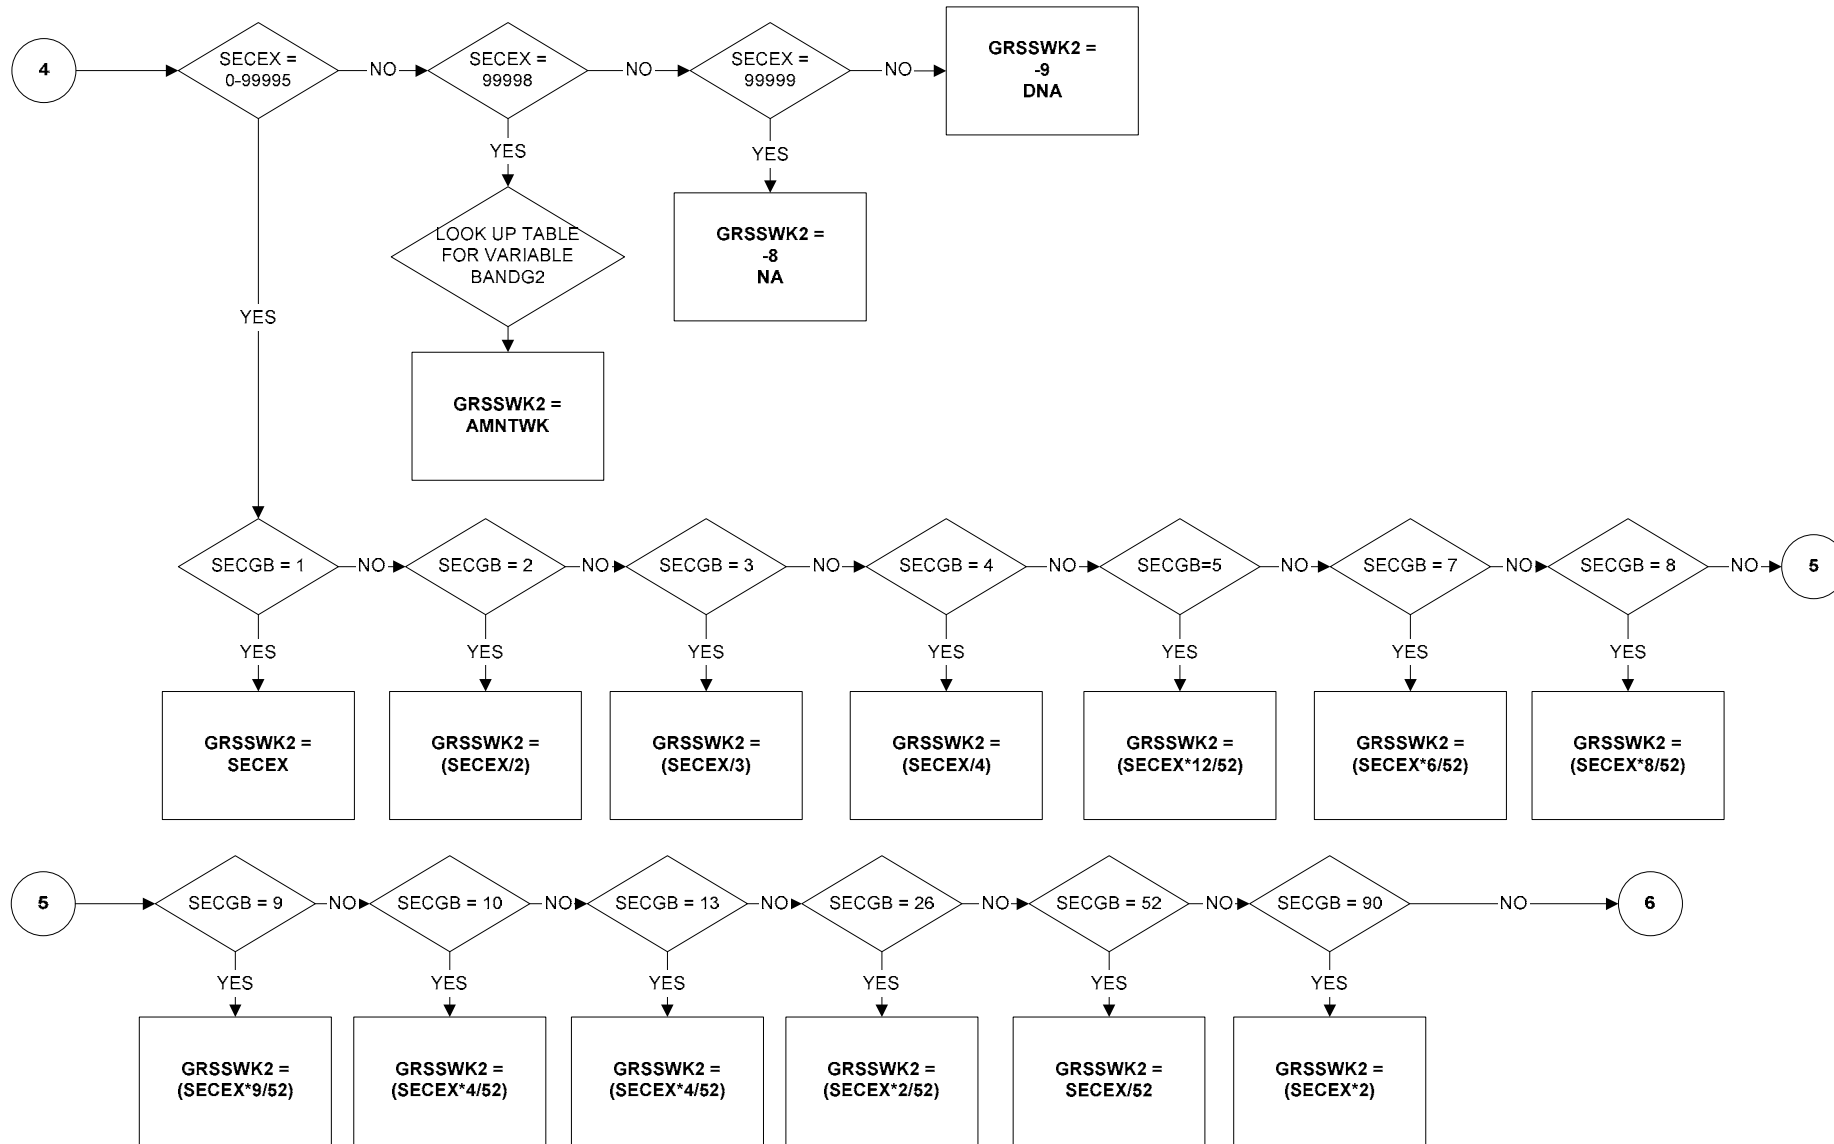 4
SECEX =
0-99995
NO
SECEX =
99998
NO
SECEX =
99999
NO
GRSSWK2 =
-9
DNA
YES
YES
YES
LOOK UP TABLE
FOR VARIABLE
BANDG2
GRSSWK2 =
-8
NA
GRSSWK2 =
AMNTWK
SECGB = 1
NO
SECGB = 2
NO
SECGB = 3
NO
SECGB = 4
NO
SECGB=5
NO
SECGB = 7
NO
SECGB = 8
NO
5
YES
YES
YES
YES
YES
YES
YES
GRSSWK2 =
SECEX
GRSSWK2 =
(SECEX/2)
GRSSWK2 =
(SECEX/3)
GRSSWK2 =
(SECEX/4)
GRSSWK2 =
(SECEX*12/52)
GRSSWK2 =
(SECEX*6/52)
GRSSWK2 =
(SECEX*8/52)
5
SECGB = 9
NO
SECGB = 10
NO
SECGB = 13
NO
SECGB = 26
NO
SECGB = 52
NO
SECGB = 90
NO
6
YES
YES
YES
YES
YES
YES
GRSSWK2 =
(SECEX*9/52)
GRSSWK2 =
(SECEX*4/52)
GRSSWK2 =
(SECEX*4/52)
GRSSWK2 =
(SECEX*2/52)
GRSSWK2 =
SECEX/52
GRSSWK2 =
(SECEX*2)